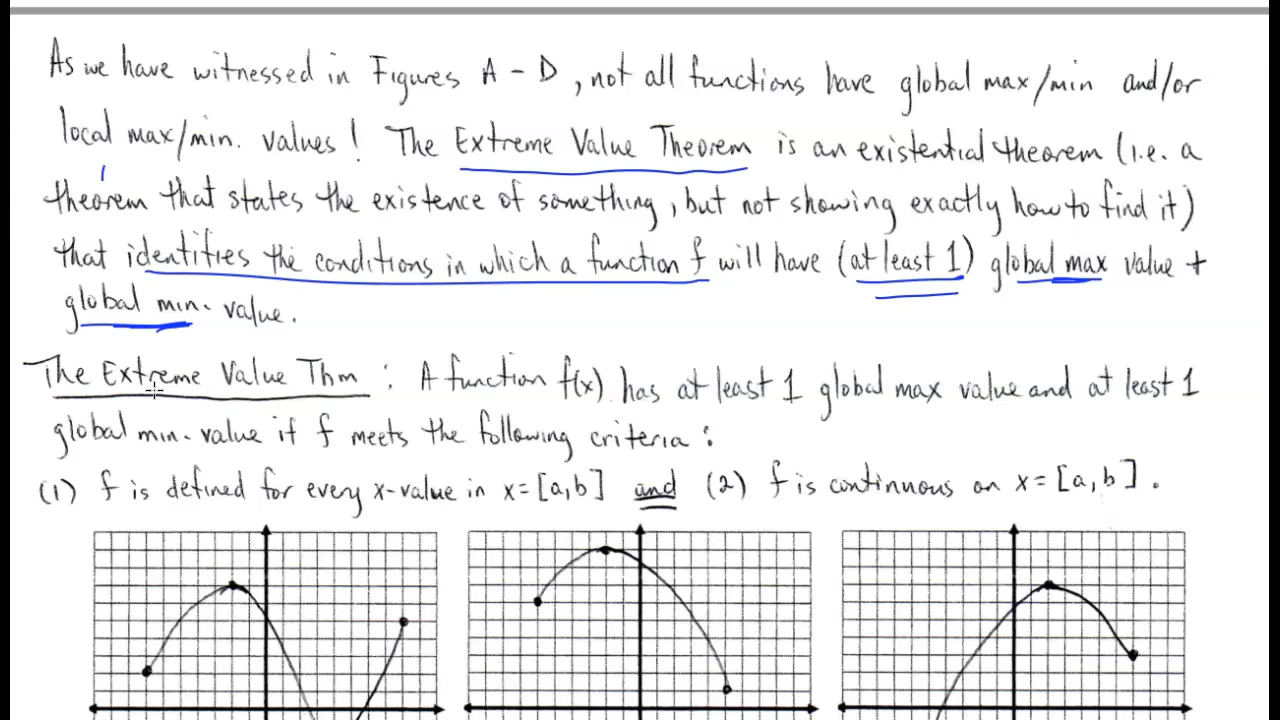 As we have witnessed in Figures A - D, not all functions have global max/min and/or
local max/min. values! The Extreme Value Theorem is an existential theorem (i.e. a
theorem that states the existence of something, but not showing exactly how to find it)
that identifies the conditions in which a function f will have (at least 1) global max value +
global min. value.
The Extreme Value Thm : A function f(x) has at least 1 global max value and at least 1
global min. value if f meets the following criteria:
(1) f is defined for every x-value in x=[a,b] and (2) f is continuous on x=[a,b].